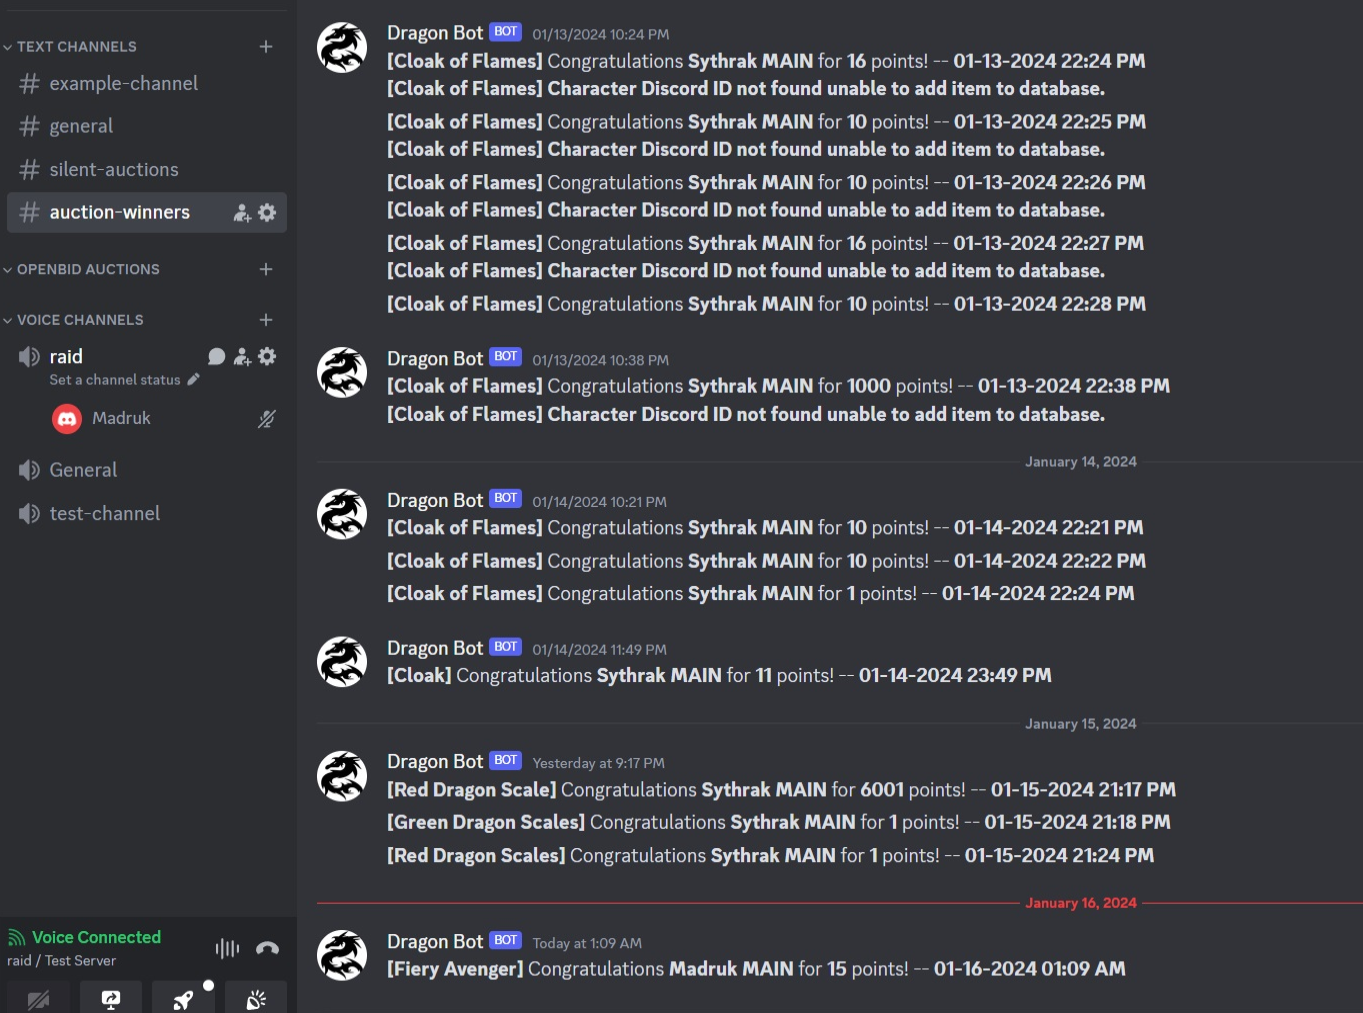 TEXT CHANNELS
example-channel
general
silent-auctions
auction-winners
OPENBID AUCTIONS
VOICE CHANNELS
raid
Set a channel status
Madruk
General
test-channel
Voice Connected
raid / Test Server
Dragon Bot BOT 01/13/2024 10:24 PM
[Cloak of Flames] Congratulations Sythrak MAIN for 16 points! -- 01-13-2024 22:24 PM
[Cloak of Flames] Character Discord ID not found unable to add item to database.
[Cloak of Flames] Congratulations Sythrak MAIN for 10 points! -- 01-13-2024 22:25 PM
[Cloak of Flames] Character Discord ID not found unable to add item to database.
[Cloak of Flames] Congratulations Sythrak MAIN for 10 points! -- 01-13-2024 22:26 PM
[Cloak of Flames] Character Discord ID not found unable to add item to database.
[Cloak of Flames] Congratulations Sythrak MAIN for 16 points! -- 01-13-2024 22:27 PM
[Cloak of Flames] Character Discord ID not found unable to add item to database.
[Cloak of Flames] Congratulations Sythrak MAIN for 10 points! -- 01-13-2024 22:28 PM
Dragon Bot BOT 01/13/2024 10:38 PM
[Cloak of Flames] Congratulations Sythrak MAIN for 1000 points! -- 01-13-2024 22:38 PM
[Cloak of Flames] Character Discord ID not found unable to add item to database.
January 14, 2024
Dragon Bot BOT 01/14/2024 10:21 PM
[Cloak of Flames] Congratulations Sythrak MAIN for 10 points! -- 01-14-2024 22:21 PM
[Cloak of Flames] Congratulations Sythrak MAIN for 10 points! -- 01-14-2024 22:22 PM
[Cloak of Flames] Congratulations Sythrak MAIN for 1 points! -- 01-14-2024 22:24 PM
Dragon Bot BOT 01/14/2024 11:49 PM
[Cloak] Congratulations Sythrak MAIN for 11 points! -- 01-14-2024 23:49 PM
January 15, 2024
Dragon Bot BOT Yesterday at 9:17 PM
[Red Dragon Scale] Congratulations Sythrak MAIN for 6001 points! -- 01-15-2024 21:17 PM
[Green Dragon Scales] Congratulations Sythrak MAIN for 1 points! -- 01-15-2024 21:18 PM
[Red Dragon Scales] Congratulations Sythrak MAIN for 1 points! -- 01-15-2024 21:24 PM
January 16, 2024
Dragon Bot BOT Today at 1:09 AM
[Fiery Avenger] Congratulations Madruk MAIN for 15 points! -- 01-16-2024 01:09 AM